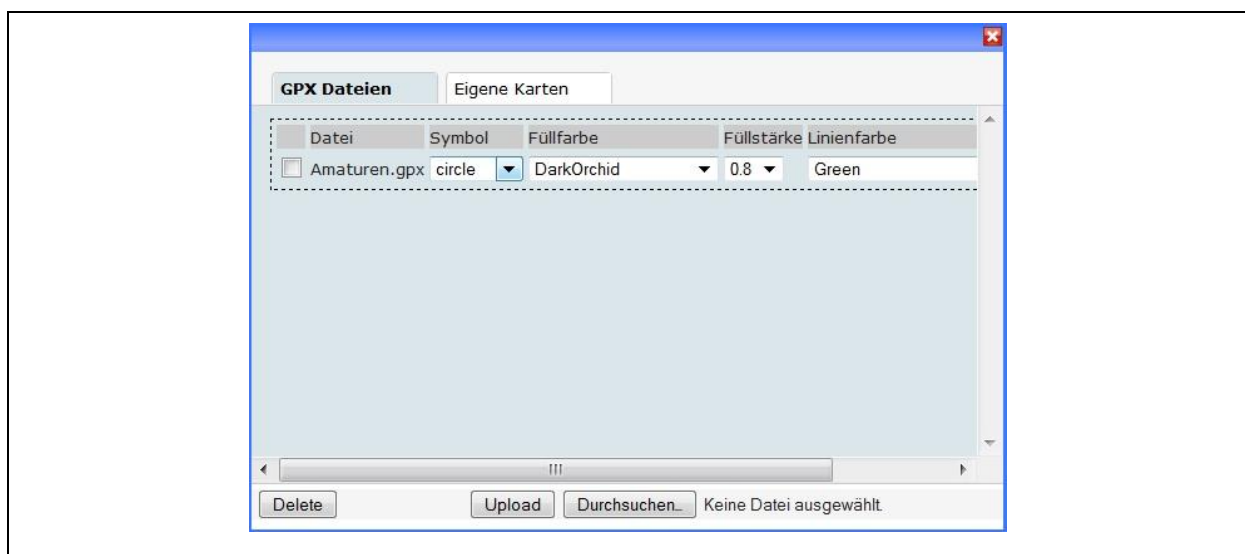 GPX Dateien Eigene Karten
Datei Symbol Füllfarbe Füllstärke Linienfarbe
Amaturen.gpx circle DarkOrchid 0.8 Green
Delete Upload Durchsuchen... Keine Datei ausgewählt.